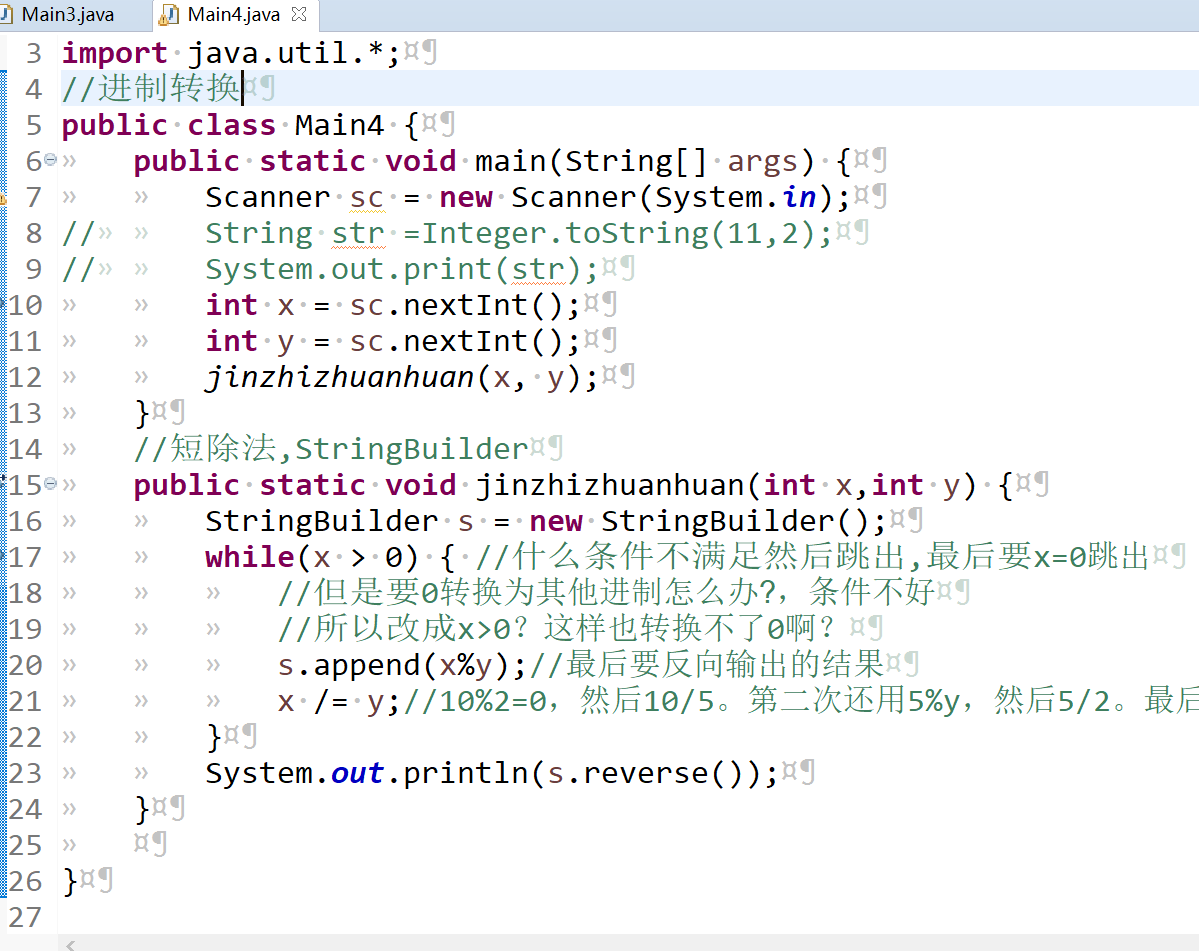 Main3.java
Main4.java
3 import java.util.*;
4 //进制转换
5 public class Main4 {
6 public static void main(String[] args) {
7 Scanner sc = new Scanner(System.in);
8 // String str =Integer.toString(11,2);
9 // System.out.print(str);
10 int x = sc.nextInt();
11 int y = sc.nextInt();
12 jinzhizhuanhuan(x, y);
13 }
14 //短除法,StringBuilder
15 public static void jinzhizhuanhuan(int x,int y) {
16 StringBuilder s = new StringBuilder();
17 while(x > 0) { //什么条件不满足然后跳出,最后要x=0跳出
18 //但是要0转换为其他进制怎么办?，条件不好
19 //所以改成x>0？这样也转换不了0啊？
20 s.append(x%y);//最后要反向输出的结果
21 x /= y;//10%2=0，然后10/5。第二次还用5%y，然后5/2。最后
22 }
23 System.out.println(s.reverse());
24 }
25
26 }
27